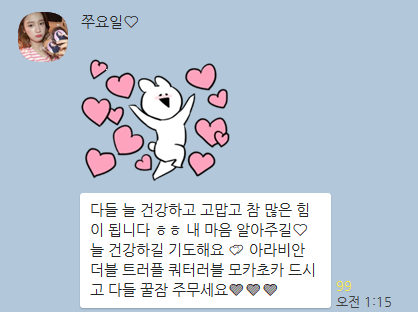 쭈요일♡
다들 늘 건강하고 고맙고 참 많은 힘
이 됩니다 ㅎㅎ 내 마음 알아주길♡
늘 건강하길 기도해요 💝 아라비안
더블 트러플 쿼터러블 모카초카 드시
고 다들 꿀잠 주무세요💖💖💖
99
오전 1:15